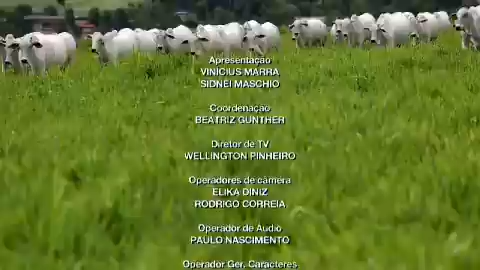 Apresentação
VINICIUS MARRA
SIDNEI MASCHIO
Coordenação
BEATRIZ GUNTHER
Diretor de TV
WELLINGTON PINHEIRO
Operadores de câmera
ELIKA DINIZ
RODRIGO CORREIA
Operador de Audio
PAULO NASCIMENTO
Operador Ger. Caracteres